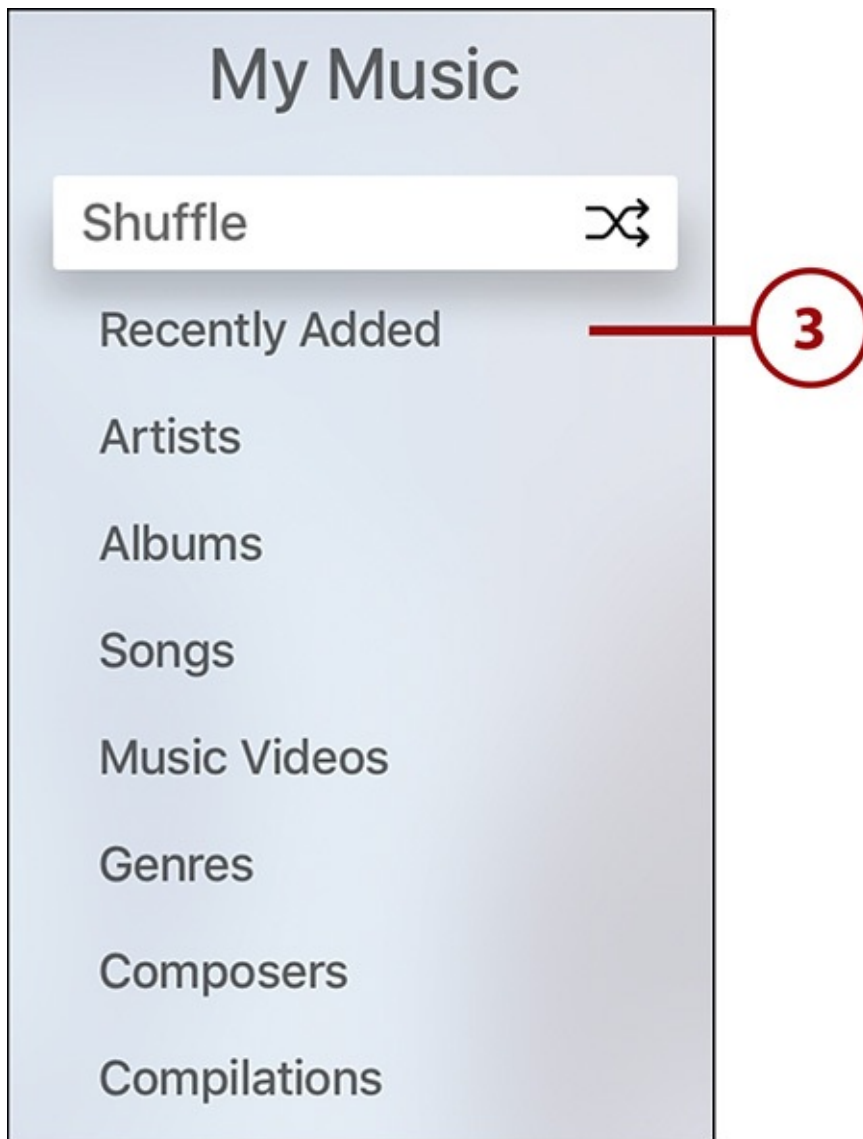 My Music
Shuffle
Recently Added
3
Artists
Albums
Songs
Music Videos
Genres
Composers
Compilations